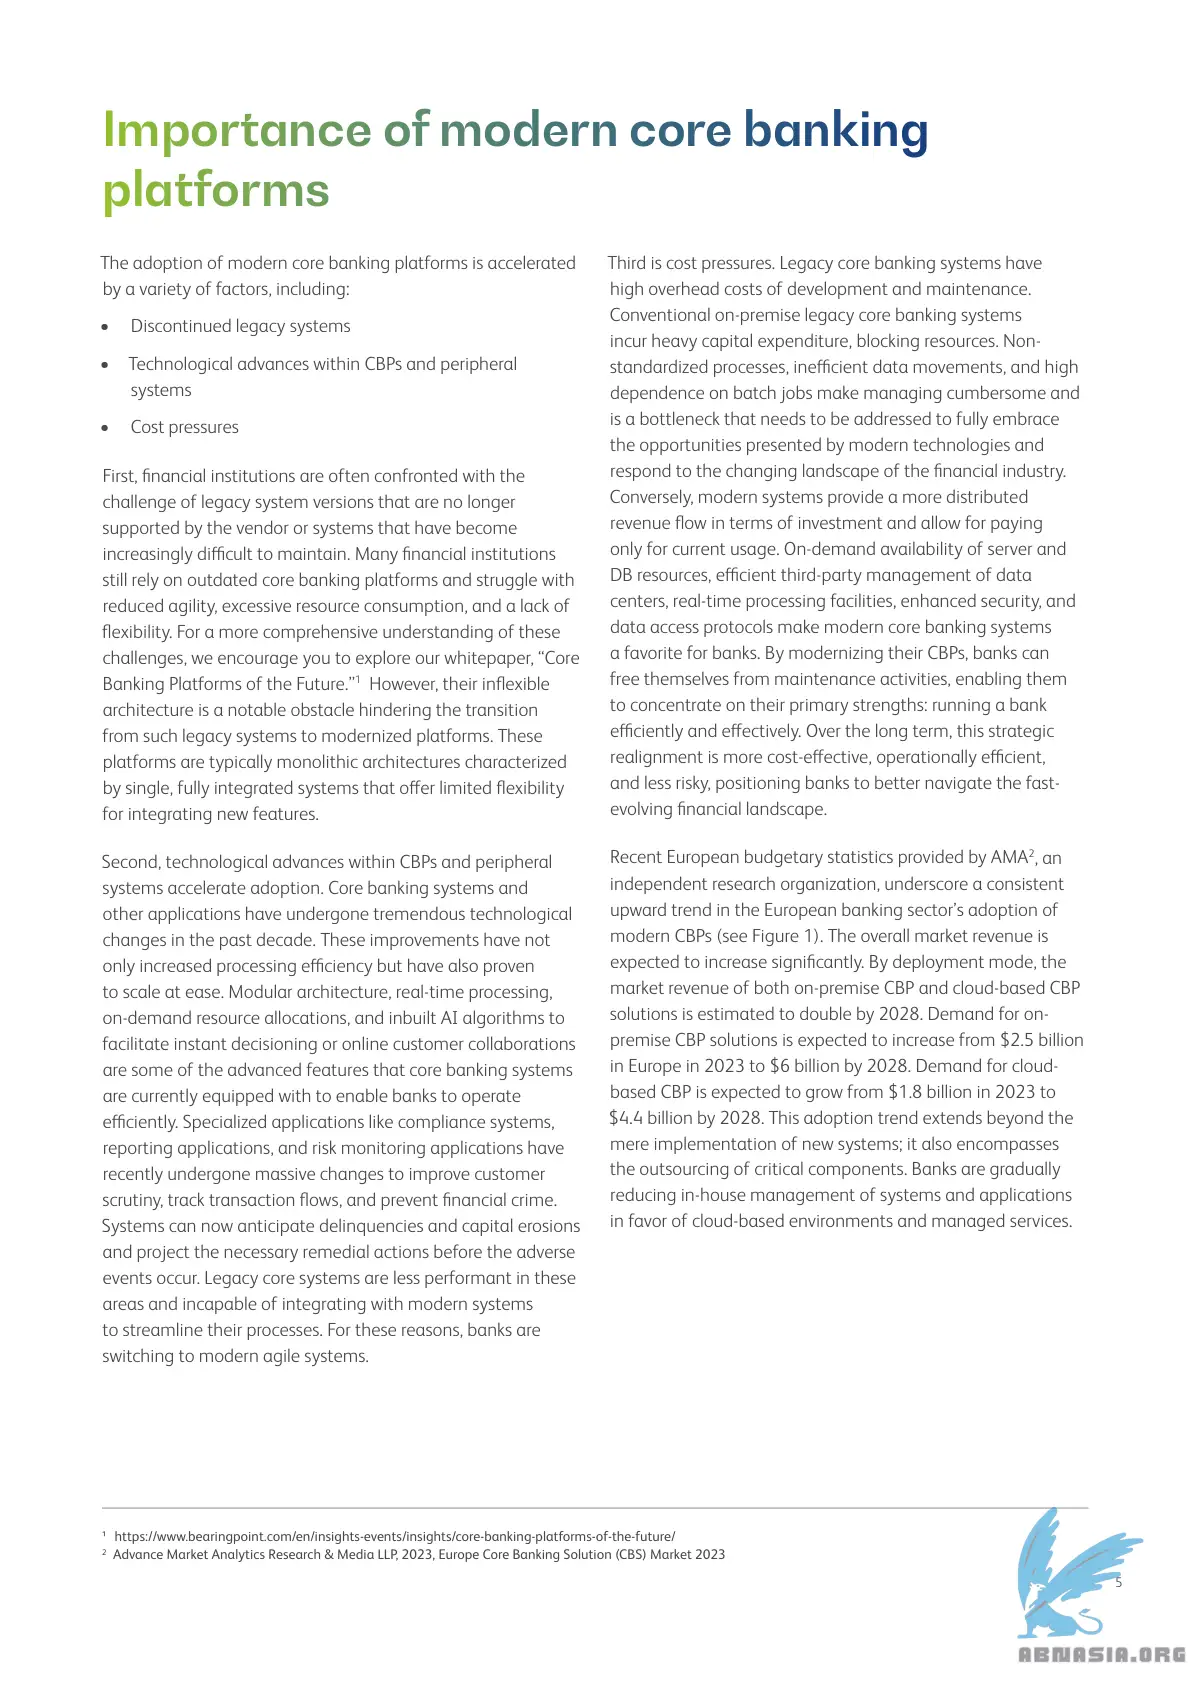 Importance of modern core banking
platforms
The adoption of modern core banking platforms is accelerated
by a variety of factors, including:
• Discontinued legacy systems
• Technological advances within CBPs and peripheral
systems
• Cost pressures
First, financial institutions are often confronted with the
challenge of legacy system versions that are no longer
supported by the vendor or systems that have become
increasingly difficult to maintain. Many financial institutions
still rely on outdated core banking platforms and struggle with
reduced agility, excessive resource consumption, and a lack of
flexibility. For a more comprehensive understanding of these
challenges, we encourage you to explore our whitepaper, “Core
Banking Platforms of the Future.”¹ However, their inflexible
architecture is a notable obstacle hindering the transition
from such legacy systems to modernized platforms. These
platforms are typically monolithic architectures characterized
by single, fully integrated systems that offer limited flexibility
for integrating new features.
Second, technological advances within CBPs and peripheral
systems accelerate adoption. Core banking systems and
other applications have undergone tremendous technological
changes in the past decade. These improvements have not
only increased processing efficiency but have also proven
to scale at ease. Modular architecture, real-time processing,
on-demand resource allocations, and inbuilt AI algorithms to
facilitate instant decisioning or online customer collaborations
are some of the advanced features that core banking systems
are currently equipped with to enable banks to operate
efficiently. Specialized applications like compliance systems,
reporting applications, and risk monitoring applications have
recently undergone massive changes to improve customer
scrutiny, track transaction flows, and prevent financial crime.
Systems can now anticipate delinquencies and capital erosions
and project the necessary remedial actions before the adverse
events occur. Legacy core systems are less performant in these
areas and incapable of integrating with modern systems
to streamline their processes. For these reasons, banks are
switching to modern agile systems.
Third is cost pressures. Legacy core banking systems have
high overhead costs of development and maintenance.
Conventional on-premise legacy core banking systems
incur heavy capital expenditure, blocking resources. Non-
standardized processes, inefficient data movements, and high
dependence on batch jobs make managing cumbersome and
is a bottleneck that needs to be addressed to fully embrace
the opportunities presented by modern technologies and
respond to the changing landscape of the financial industry.
Conversely, modern systems provide a more distributed
revenue flow in terms of investment and allow for paying
only for current usage. On-demand availability of server and
DB resources, efficient third-party management of data
centers, real-time processing facilities, enhanced security, and
data access protocols make modern core banking systems
a favorite for banks. By modernizing their CBPs, banks can
free themselves from maintenance activities, enabling them
to concentrate on their primary strengths: running a bank
efficiently and effectively. Over the long term, this strategic
realignment is more cost-effective, operationally efficient,
and less risky, positioning banks to better navigate the fast-
evolving financial landscape.
Recent European budgetary statistics provided by AMA², an
independent research organization, underscore a consistent
upward trend in the European banking sector’s adoption of
modern CBPs (see Figure 1). The overall market revenue is
expected to increase significantly. By deployment mode, the
market revenue of both on-premise CBP and cloud-based CBP
solutions is estimated to double by 2028. Demand for on-
premise CBP solutions is expected to increase from $2.5 billion
in Europe in 2023 to $6 billion by 2028. Demand for cloud-
based CBP is expected to grow from $1.8 billion in 2023 to
$4.4 billion by 2028. This adoption trend extends beyond the
mere implementation of new systems; it also encompasses
the outsourcing of critical components. Banks are gradually
reducing in-house management of systems and applications
in favor of cloud-based environments and managed services.
¹ https://www.bearingpoint.com/en/insights-events/insights/core-banking-platforms-of-the-future/
² Advance Market Analytics Research & Media LLP, 2023, Europe Core Banking Solution (CBS) Market 2023
5
ABNASIA.ORG